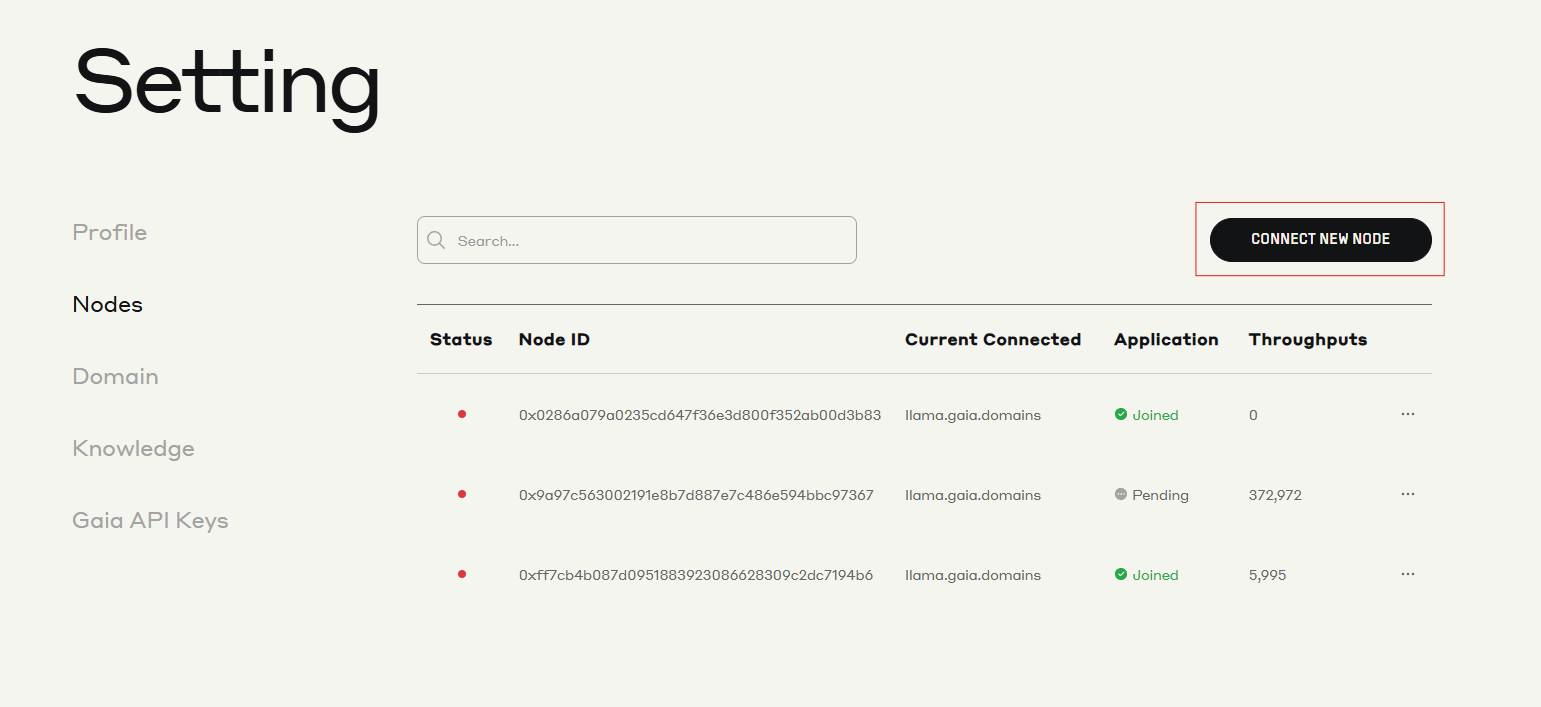 Setting
Profile
Nodes
Domain
Knowledge
Gaia API Keys
Search...
CONNECT NEW NODE
Status Node ID Current Connected Application Throughputs
0x0286a079a0235cd647f36e3d800f352ab00d3b83 llama.gaia.domains Joined 0 ...
0x9a97c563002191e8b7d887e7c486e594bbc97367 llama.gaia.domains Pending 372,972 ...
0xff7cb4b087d0951883923086628309c2dc7194b6 llama.gaia.domains Joined 5,995 ...